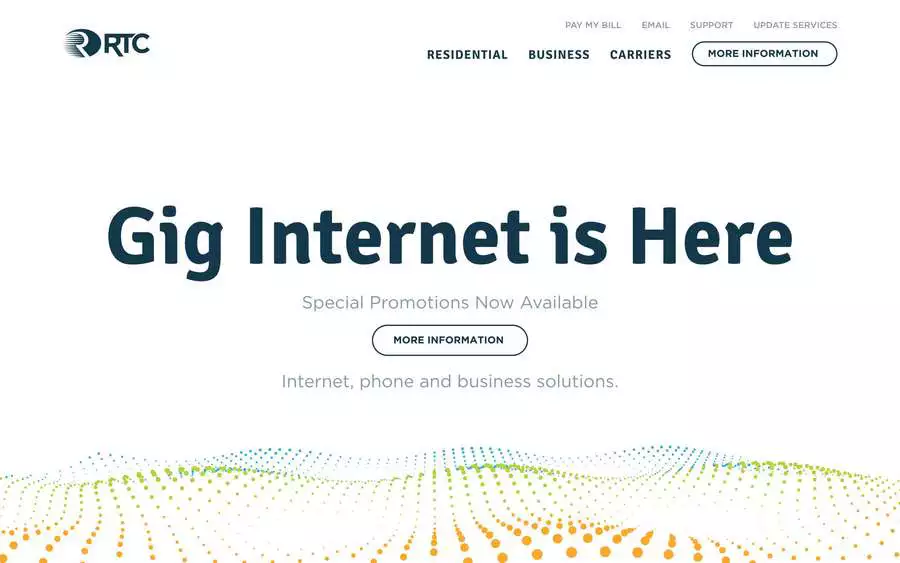 PAY MY BILL EMAIL SUPPORT UPDATE SERVICES
RTC
RESIDENTIAL BUSINESS CARRIERS MORE INFORMATION
Gig Internet is Here
Special Promotions Now Available
MORE INFORMATION
Internet, phone and business solutions.